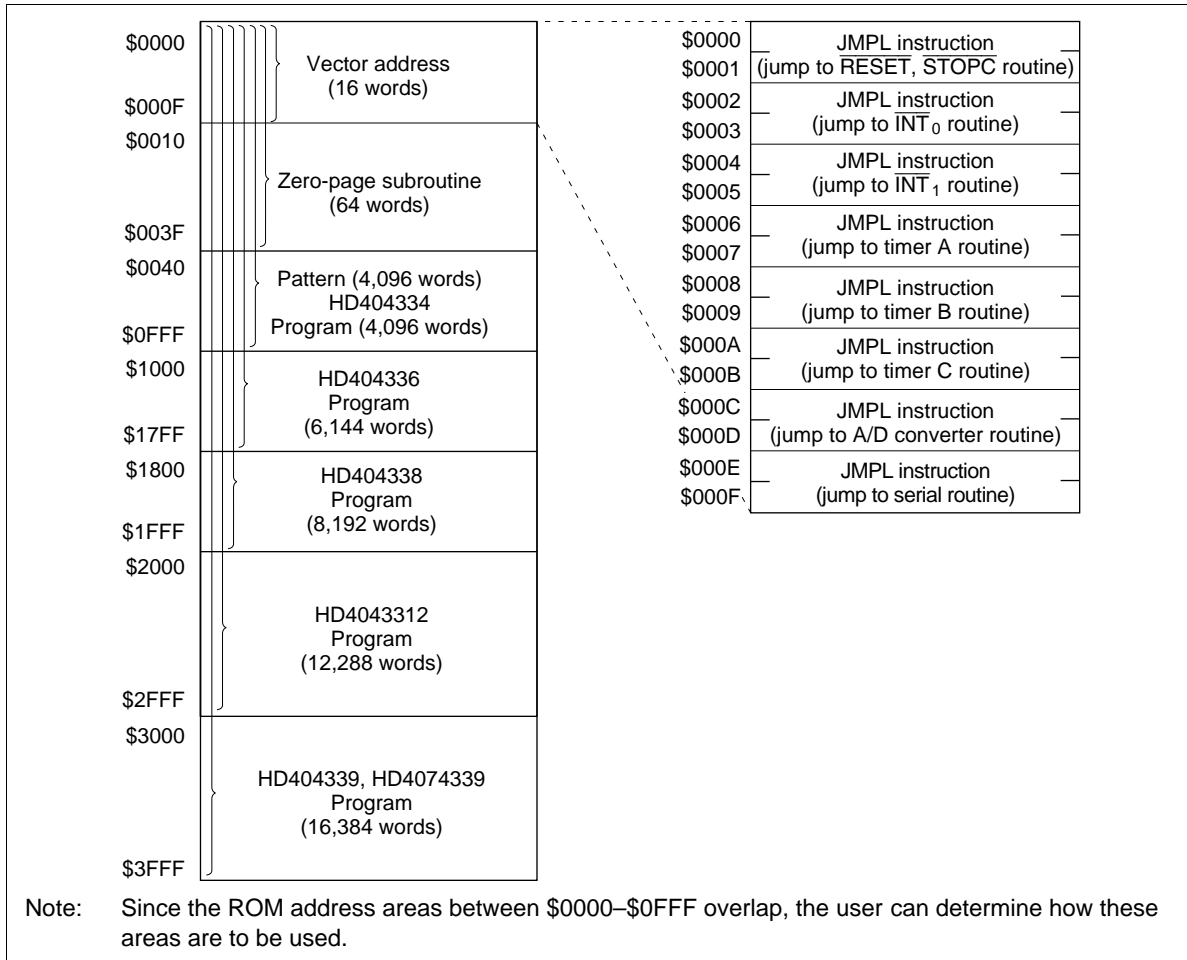 $0000
Vector address
(16 words)
$000F
$0010
Zero-page subroutine
(64 words)
$003F
$0040
Pattern (4,096 words)
HD404334
Program (4,096 words)
$0FFF
$1000
HD404336
Program
(6,144 words)
$17FF
$1800
HD404338
Program
(8,192 words)
$1FFF
$2000
HD4043312
Program
(12,288 words)
$2FFF
$3000
HD404339, HD4074339
Program
(16,384 words)
$3FFF
$0000
JMPL instruction
$0001
(jump to RESET, STOPC routine)
$0002
JMPL instruction
$0003
(jump to INT0 routine)
$0004
JMPL instruction
$0005
(jump to INT1 routine)
$0006
JMPL instruction
$0007
(jump to timer A routine)
$0008
JMPL instruction
$0009
(jump to timer B routine)
$000A
JMPL instruction
$000B
(jump to timer C routine)
$000C
JMPL instruction
$000D
(jump to A/D converter routine)
$000E
JMPL instruction
$000F
(jump to serial routine)
Note: Since the ROM address areas between $0000–$0FFF overlap, the user can determine how these
areas are to be used.